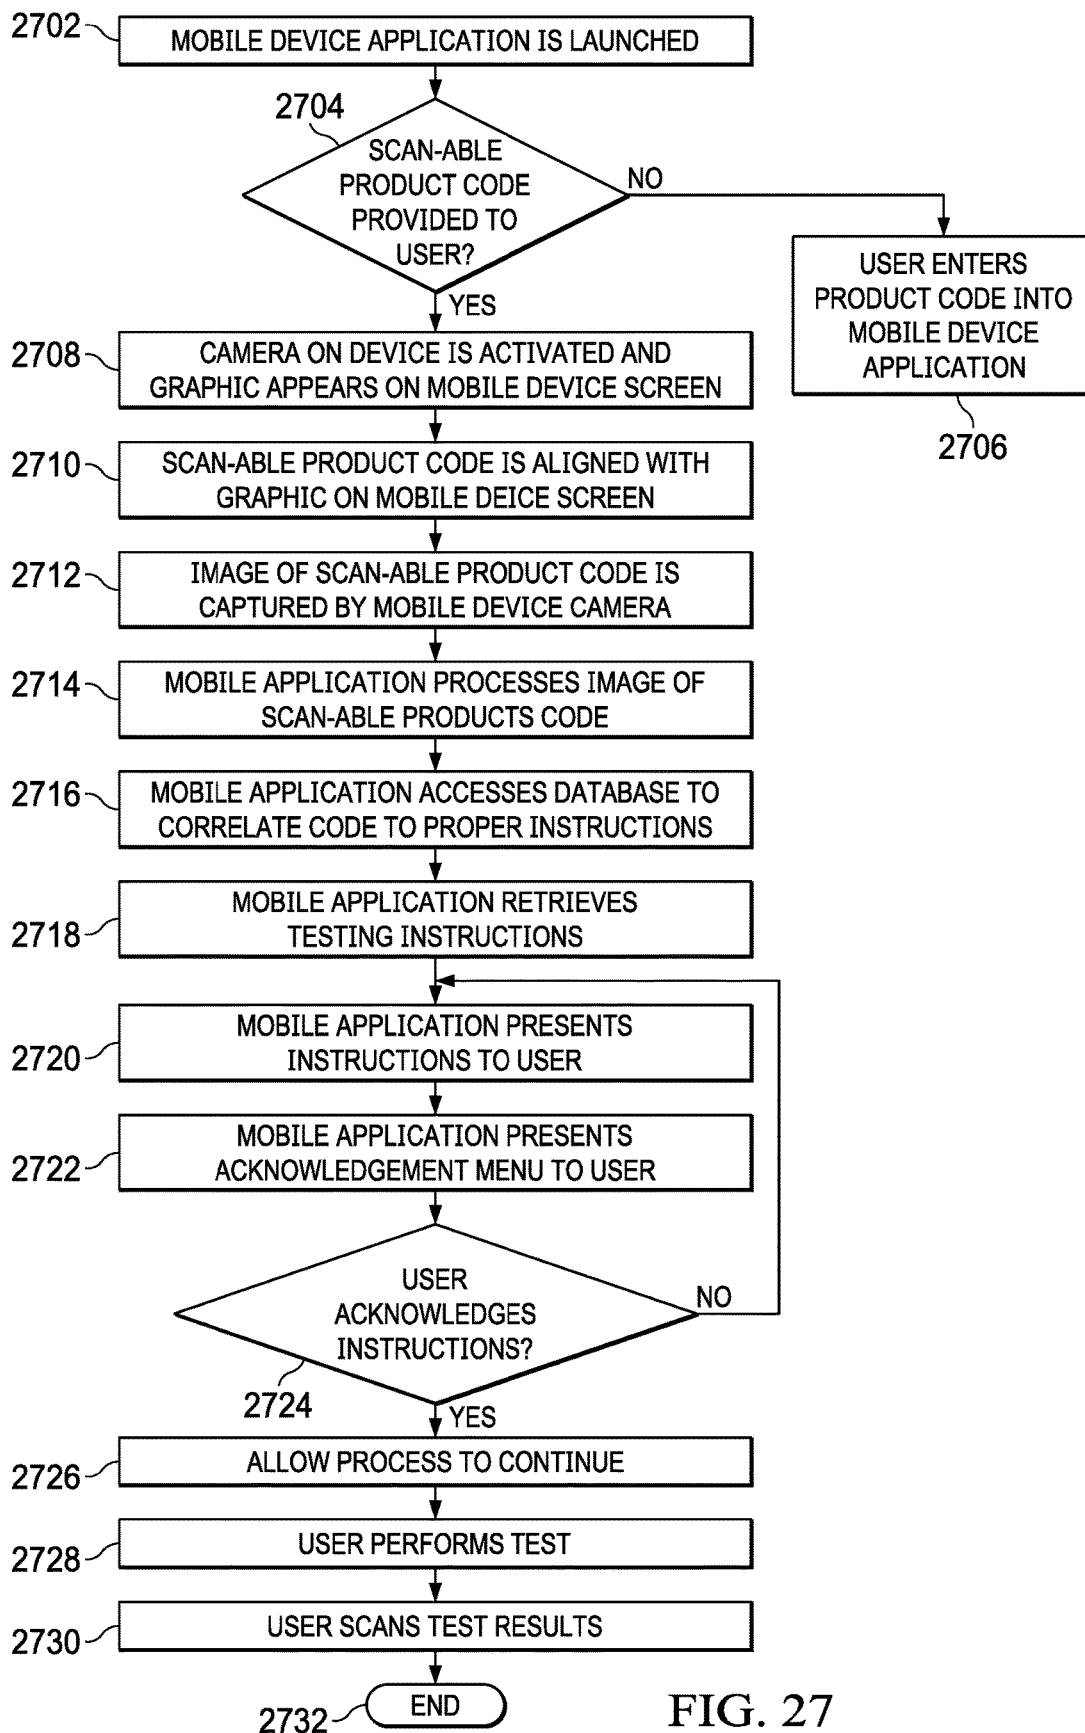 2702
MOBILE DEVICE APPLICATION IS LAUNCHED
2704
SCAN-ABLE
PRODUCT CODE
PROVIDED TO
USER?
NO
YES
USER ENTERS
PRODUCT CODE INTO
MOBILE DEVICE
APPLICATION
2706
2708
CAMERA ON DEVICE IS ACTIVATED AND
GRAPHIC APPEARS ON MOBILE DEVICE SCREEN
2710
SCAN-ABLE PRODUCT CODE IS ALIGNED WITH
GRAPHIC ON MOBILE DEICE SCREEN
2712
IMAGE OF SCAN-ABLE PRODUCT CODE IS
CAPTURED BY MOBILE DEVICE CAMERA
2714
MOBILE APPLICATION PROCESSES IMAGE OF
SCAN-ABLE PRODUCTS CODE
2716
MOBILE APPLICATION ACCESSES DATABASE TO
CORRELATE CODE TO PROPER INSTRUCTIONS
2718
MOBILE APPLICATION RETRIEVES
TESTING INSTRUCTIONS
2720
MOBILE APPLICATION PRESENTS
INSTRUCTIONS TO USER
2722
MOBILE APPLICATION PRESENTS
ACKNOWLEDGEMENT MENU TO USER
USER
ACKNOWLEDGES
INSTRUCTIONS?
NO
2724
YES
2726
ALLOW PROCESS TO CONTINUE
2728
USER PERFORMS TEST
2730
USER SCANS TEST RESULTS
2732
END
FIG. 27